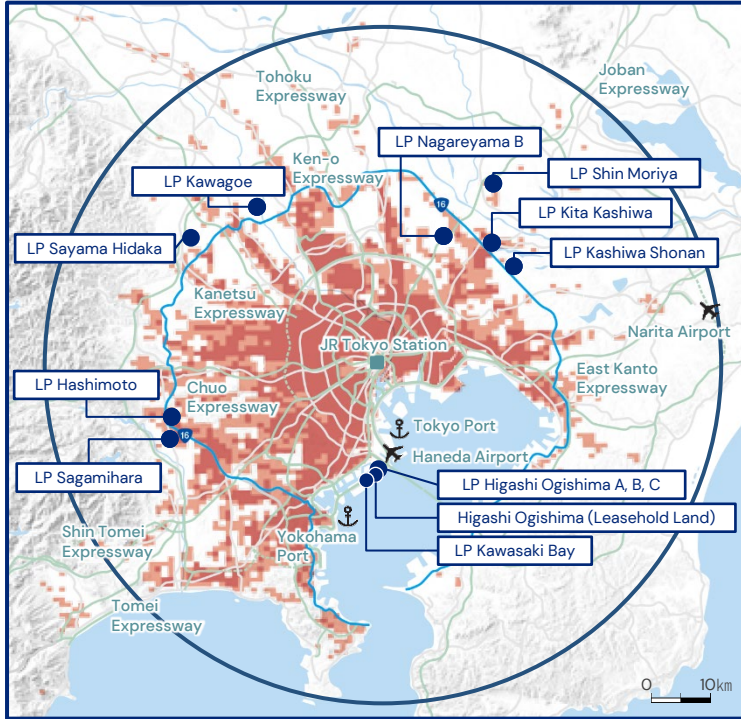 Tohoku
Expressway
Joban
Expressway
LP Nagareyama B
Ken-o
Expressway
LP Kawagoe
LP Shin Moriya
16
LP Kita Kashiwa
LP Sayama Hidaka
LP Kashiwa Shonan
Kanetsu
Expressway
Narita Airport
JR Tokyo Station
East Kanto
Expressway
LP Hashimoto
Chuo
Expressway
Tokyo Port
16
Haneda Airport
LP Sagamihara
LP Higashi Ogishima A, B, C
Higashi Ogishima (Leasehold Land)
Shin Tomei
Expressway
Yokohama
Port
LP Kawasaki Bay
Tomei
Expressway
0 10km